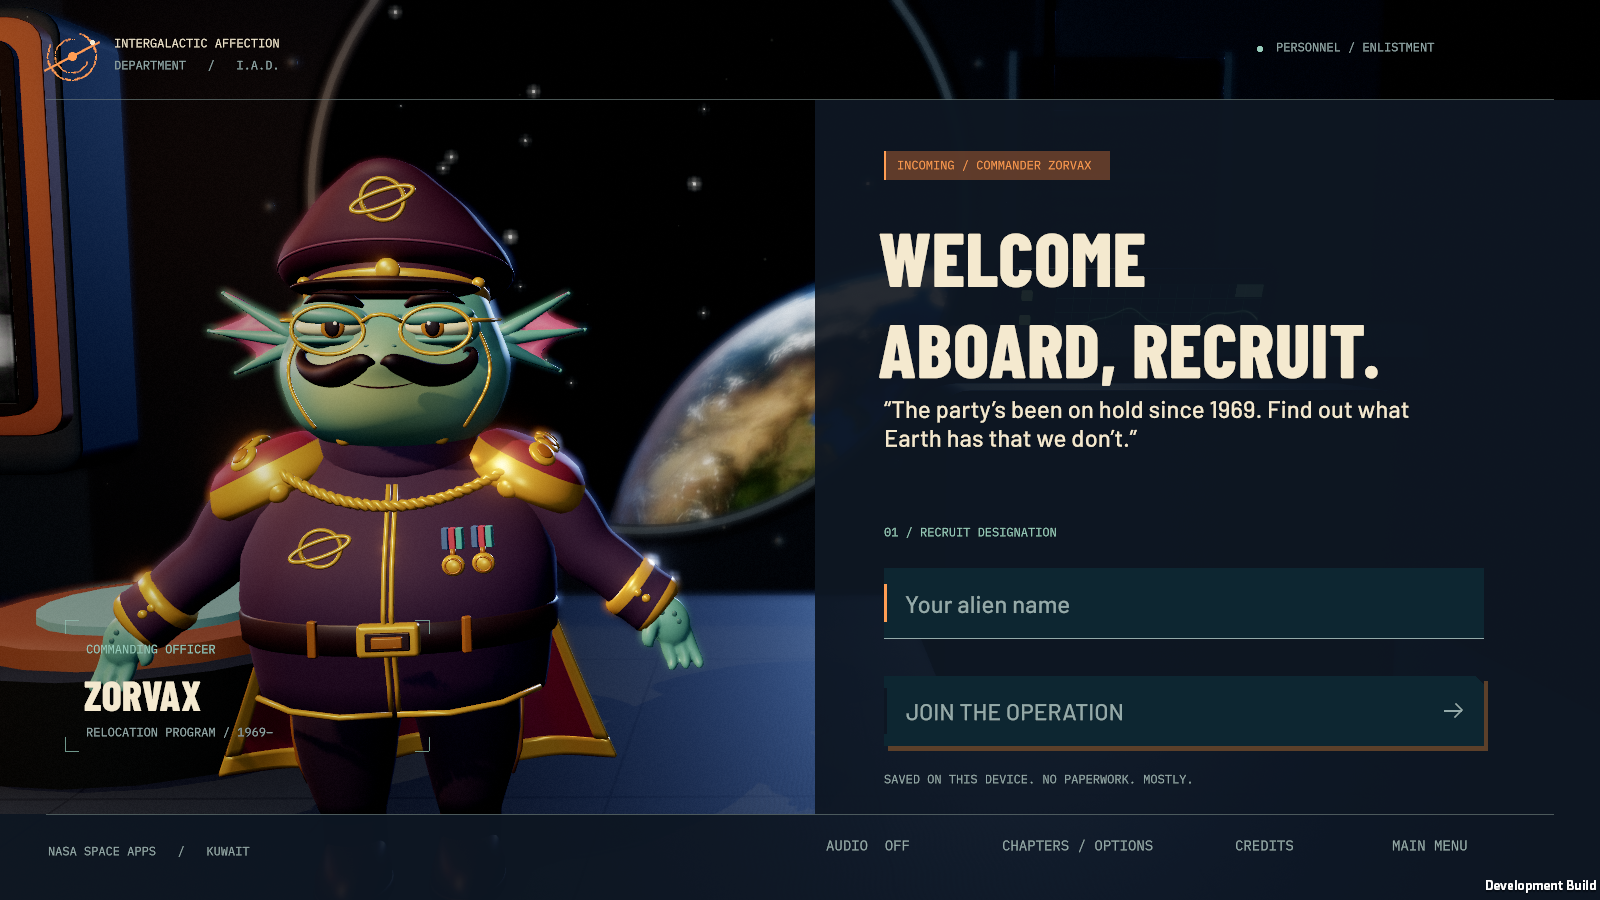 INTERGALACTIC AFFECTION
DEPARTMENT / I.A.D.
PERSONNEL / ENLISTMENT
INCOMING / COMMANDER ZORVAX
WELCOME
ABOARD, RECRUIT.
“The party’s been on hold since 1969. Find out what
Earth has that we don’t.”
01 / RECRUIT DESIGNATION
Your alien name
JOIN THE OPERATION
SAVED ON THIS DEVICE. NO PAPERWORK. MOSTLY.
COMMANDING OFFICER
ZORVAX
RELOCATION PROGRAM / 1969–
NASA SPACE APPS / KUWAIT
AUDIO OFF
CHAPTERS / OPTIONS
CREDITS
MAIN MENU
Development Build